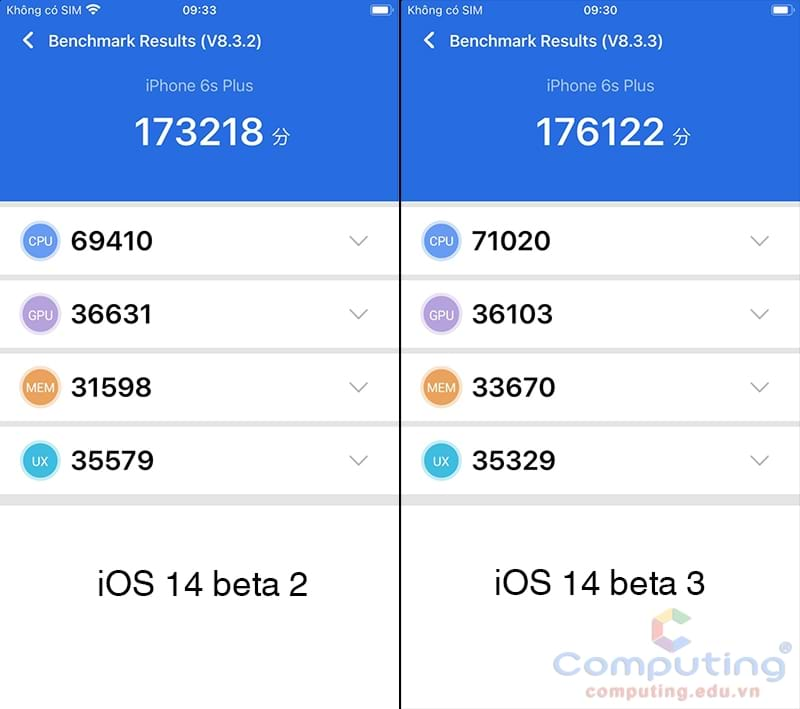 Không có SIM 09:33
Benchmark Results (V8.3.2)
iPhone 6s Plus
173218 分
CPU 69410
GPU 36631
MEM 31598
UX 35579
iOS 14 beta 2
Không có SIM 09:30
Benchmark Results (V8.3.3)
iPhone 6s Plus
176122 分
CPU 71020
GPU 36103
MEM 33670
UX 35329
iOS 14 beta 3
Computing®
computing.edu.vn